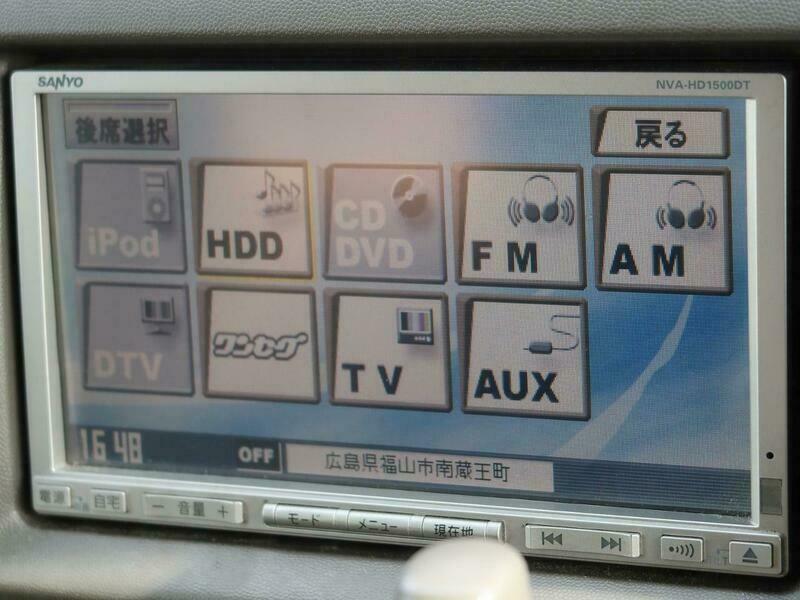 SANYO
NVA-HD1500DT
後席選択
戻る
iPod
HDD
CD
DVD
FM
AM
DTV
ワンセグ
TV
AUX
16:48
OFF
広島県福山市南蔵王町
電源
自宅
− 音量 +
モード
メニュー
現在地